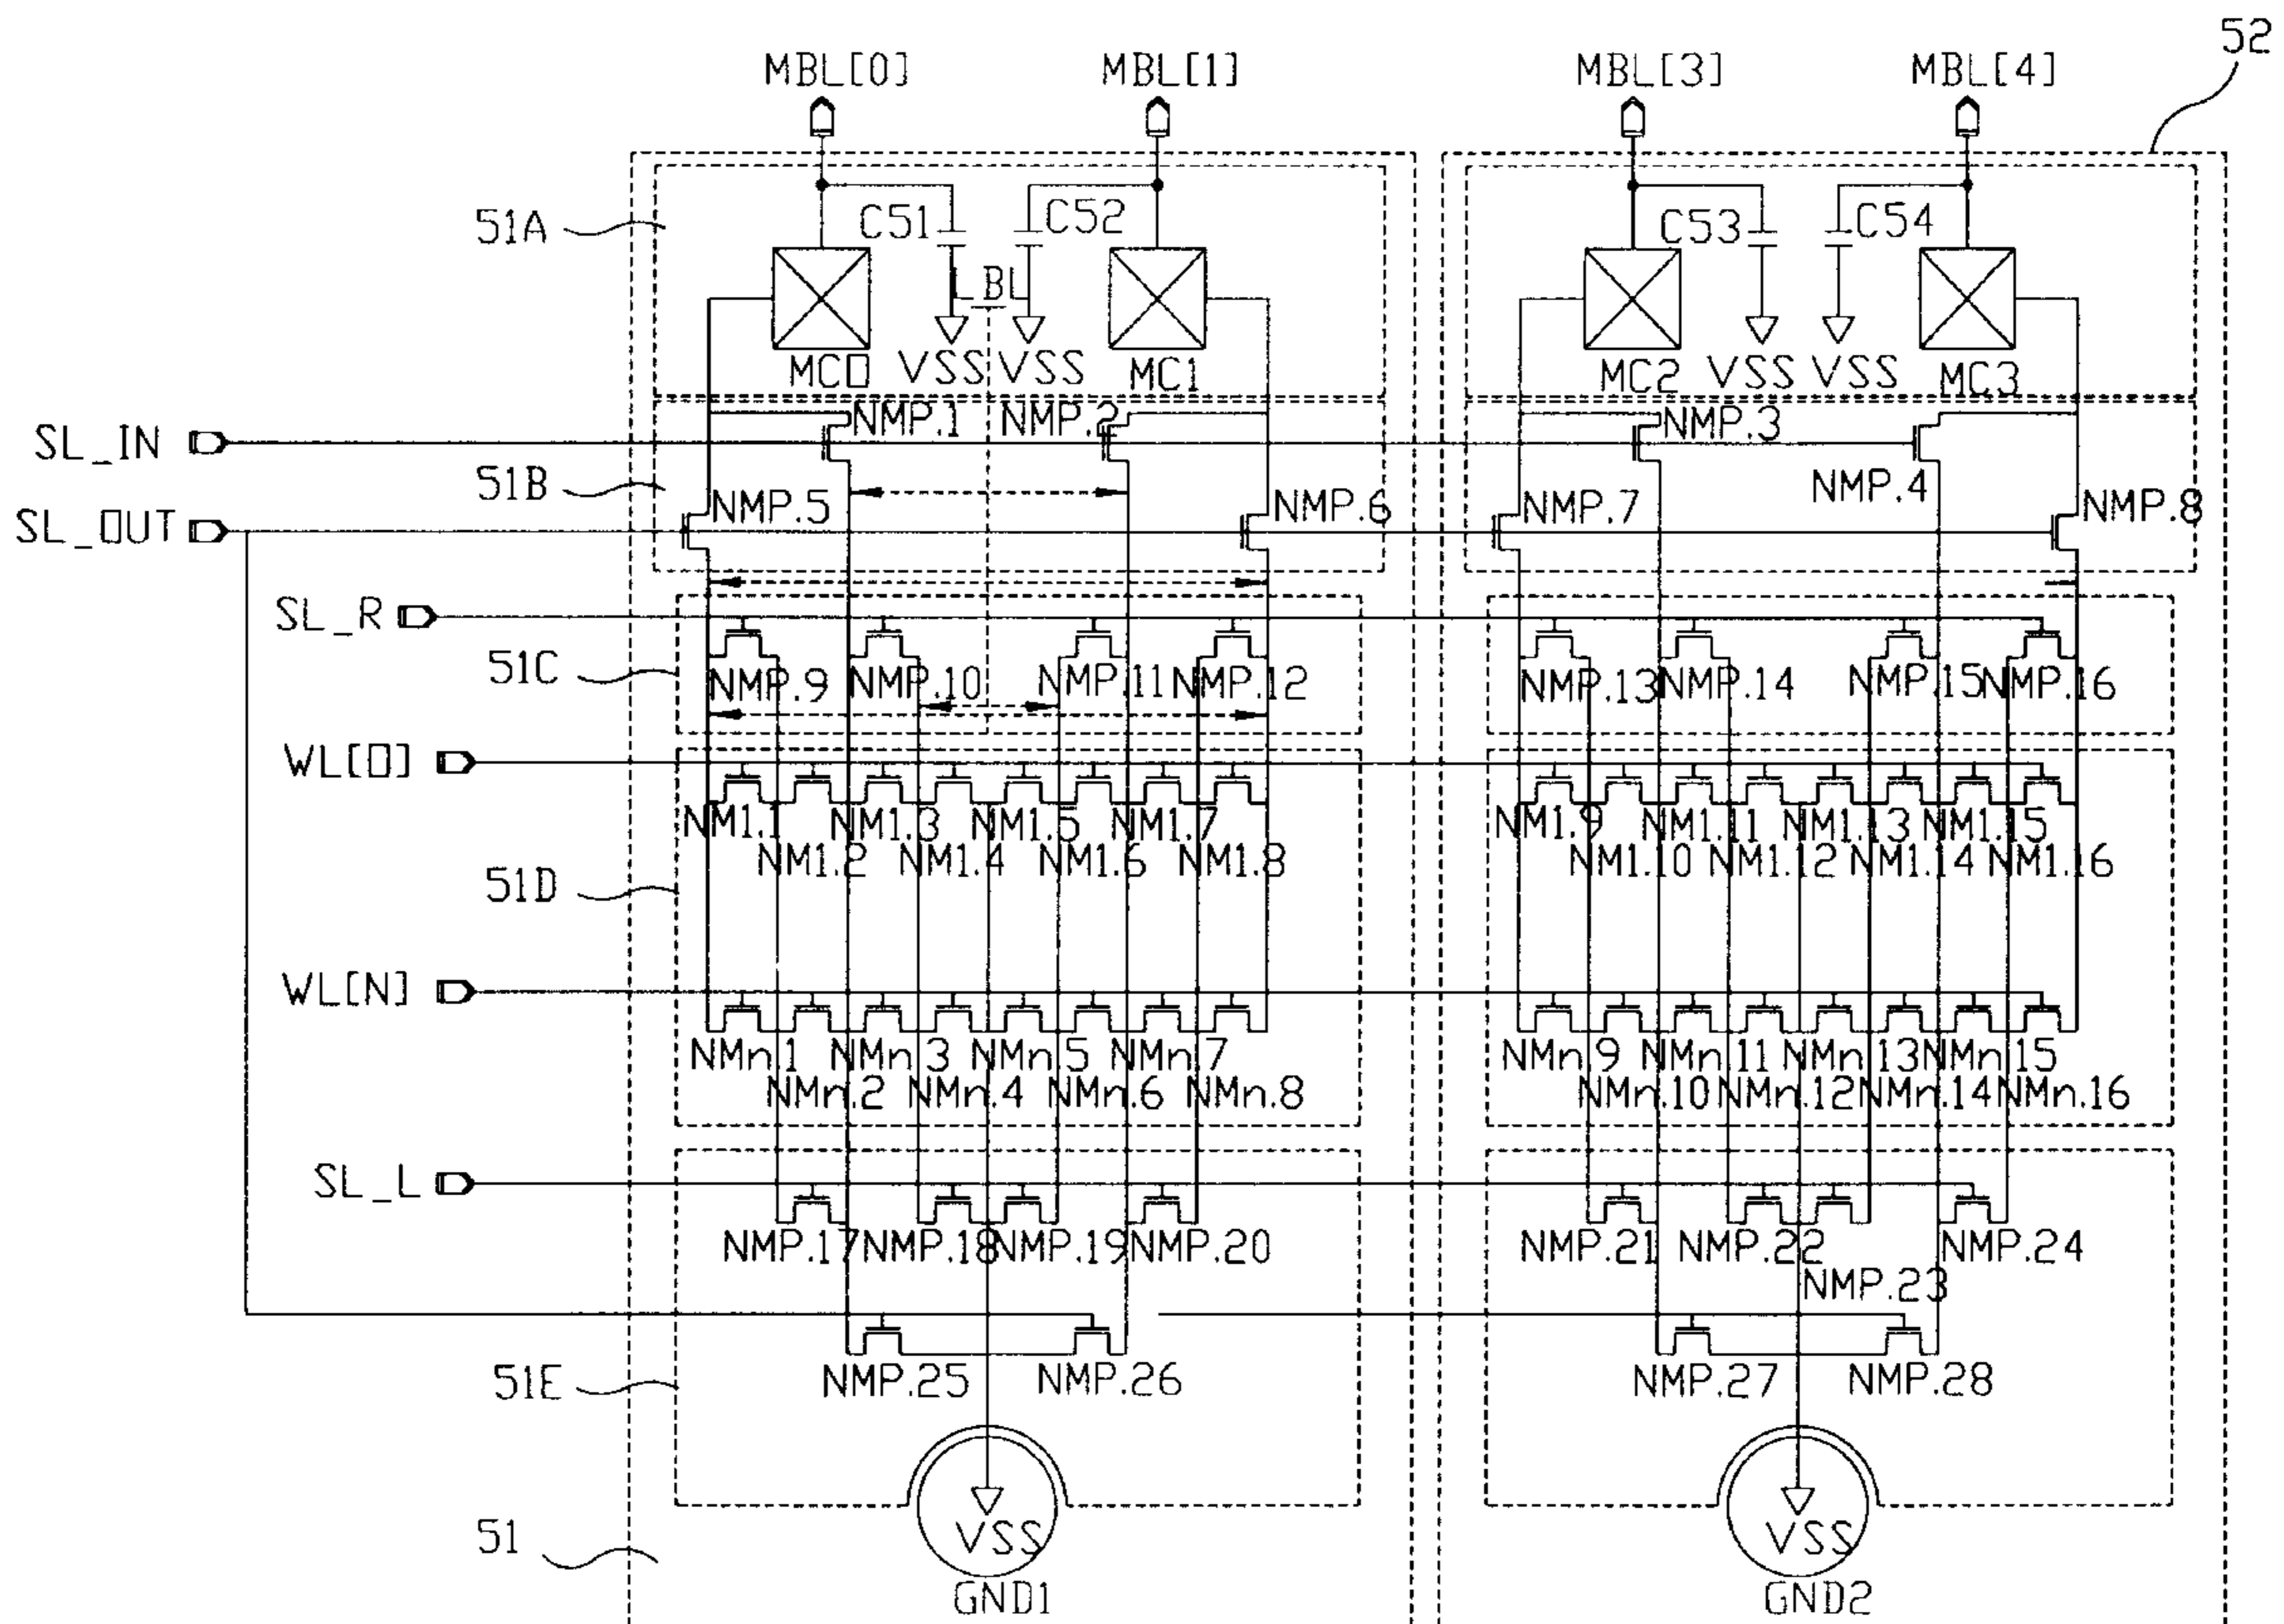 52
MBL[0] MBL[1] MBL[3] MBL[4]
51A C51 C52 C53 C54
LBL
MC0 VSS VSS MC1 MC2 VSS VSS MC3
SL_IN NMP.1 NMP.2 NMP.3
51B NMP.4
SL_OUT NMP.5 NMP.6 NMP.7 NMP.8
SL_R
51C NMP.9 NMP.10 NMP.11 NMP.12 NMP.13 NMP.14 NMP.15 NMP.16
WL[0]
NM1.1 NM1.3 NM1.5 NM1.7 NM1.9 NM1.11 NM1.13 NM1.15
NM1.2 NM1.4 NM1.6 NM1.8 NM1.10 NM1.12 NM1.14 NM1.16
51D
WL[N]
NMn.1 NMn.3 NMn.5 NMn.7 NMn.9 NMn.11 NMn.13 NMn.15
NMn.2 NMn.4 NMn.6 NMn.8 NMn.10 NMn.12 NMn.14 NMn.16
SL_L
NMP.17 NMP.18 NMP.19 NMP.20 NMP.21 NMP.22 NMP.24
NMP.23
51E NMP.25 NMP.26 NMP.27 NMP.28
51 VSS VSS
GND1 GND2